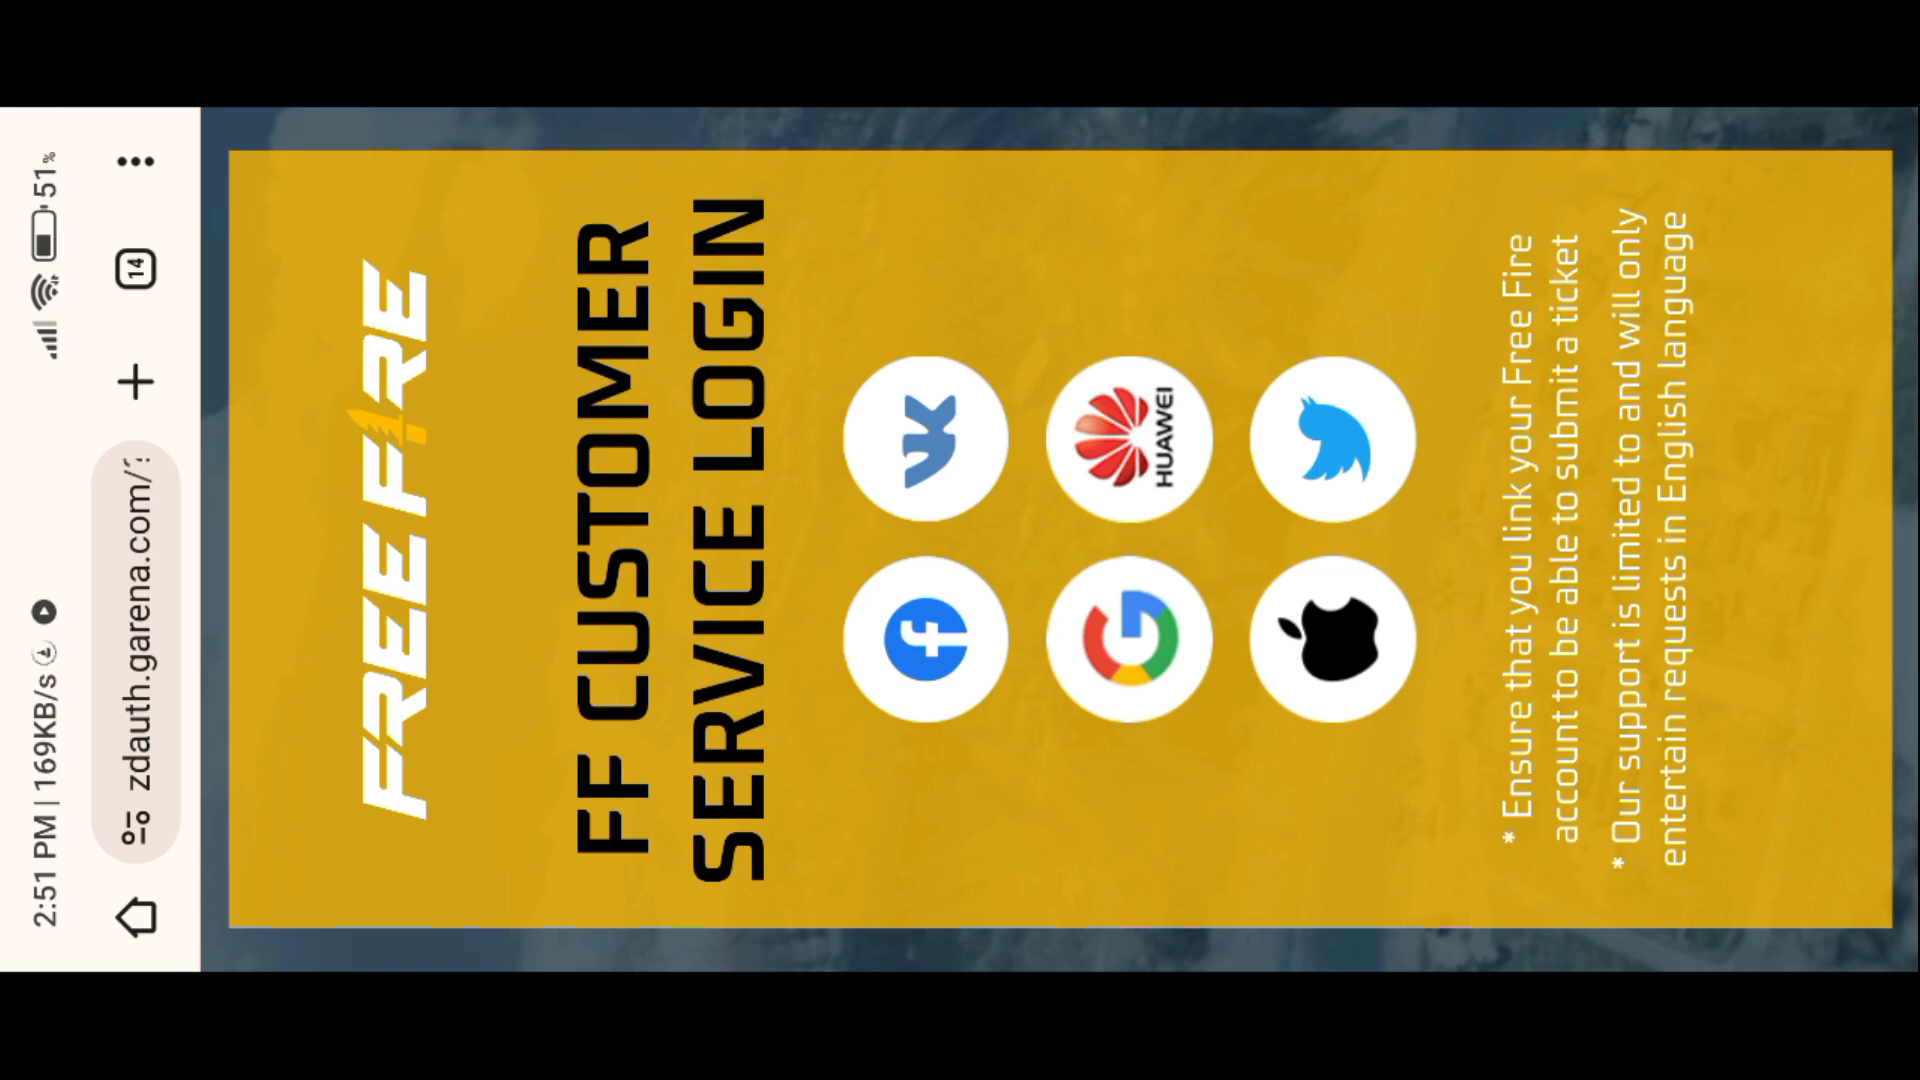 2:51 PM | 169KB/s
51%
zdauth.garena.com/
14
FREE FIRE
FF CUSTOMER
SERVICE LOGIN
VK
HUAWEI
* Ensure that you link your Free Fire
account to be able to submit a ticket
* Our support is limited to and will only
entertain requests in English language